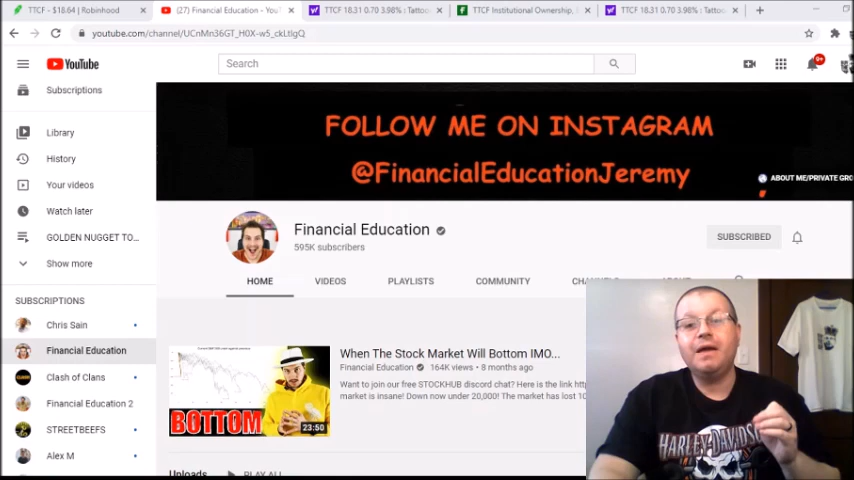 TTCF - $18.64 | Robinhood
(27) Financial Education - YouT
TTCF 18.31 0.70 3.98% : Tattoo
TTCF Institutional Ownership,
TTCF 18.31 0.70 3.98% : Tattoo
youtube.com/channel/UCnMn36GT_H0X-w5_ckLtlgQ
YouTube
Search
9+
Subscriptions
Library
History
Your videos
Watch later
GOLDEN NUGGET TO...
Show more
SUBSCRIPTIONS
Chris Sain
Financial Education
Clash of Clans
Financial Education 2
STREETBEEFS
Alex M
FOLLOW ME ON INSTAGRAM
@FinancialEducationJeremy
ABOUT ME/PRIVATE GRO
Financial Education
595K subscribers
SUBSCRIBED
HOME
VIDEOS
PLAYLISTS
COMMUNITY
BOTTOM
23:50
When The Stock Market Will Bottom IMO...
Financial Education 164K views • 8 months ago
Want to join our free STOCKHUB discord chat? Here is the link
market is insane! Down now under 20,000! The market has lost
Uploads
PLAY ALL
HARLEY-DAVIDSO